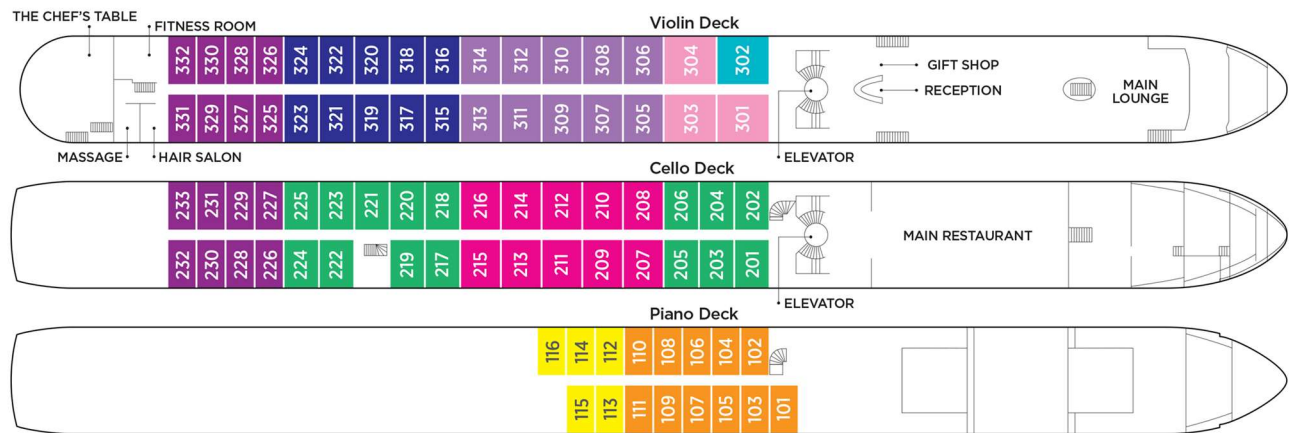 Violin Deck
THE CHEF'S TABLE
FITNESS ROOM
332 330 328 326 324 322 320 318 316 314 312 310 308 306 304 302
331 329 327 325 323 321 319 317 315 313 311 309 307 305 303 301
GIFT SHOP
RECEPTION
MAIN
LOUNGE
MASSAGE
HAIR SALON
ELEVATOR
Cello Deck
233 231 229 227 225 223 221 220 218 216 214 212 210 208 206 204 202
232 230 228 226 224 222 219 217 215 213 211 209 207 205 203 201
MAIN RESTAURANT
ELEVATOR
Piano Deck
116 114 112 110 108 106 104 102
115 113 111 109 107 105 103 101